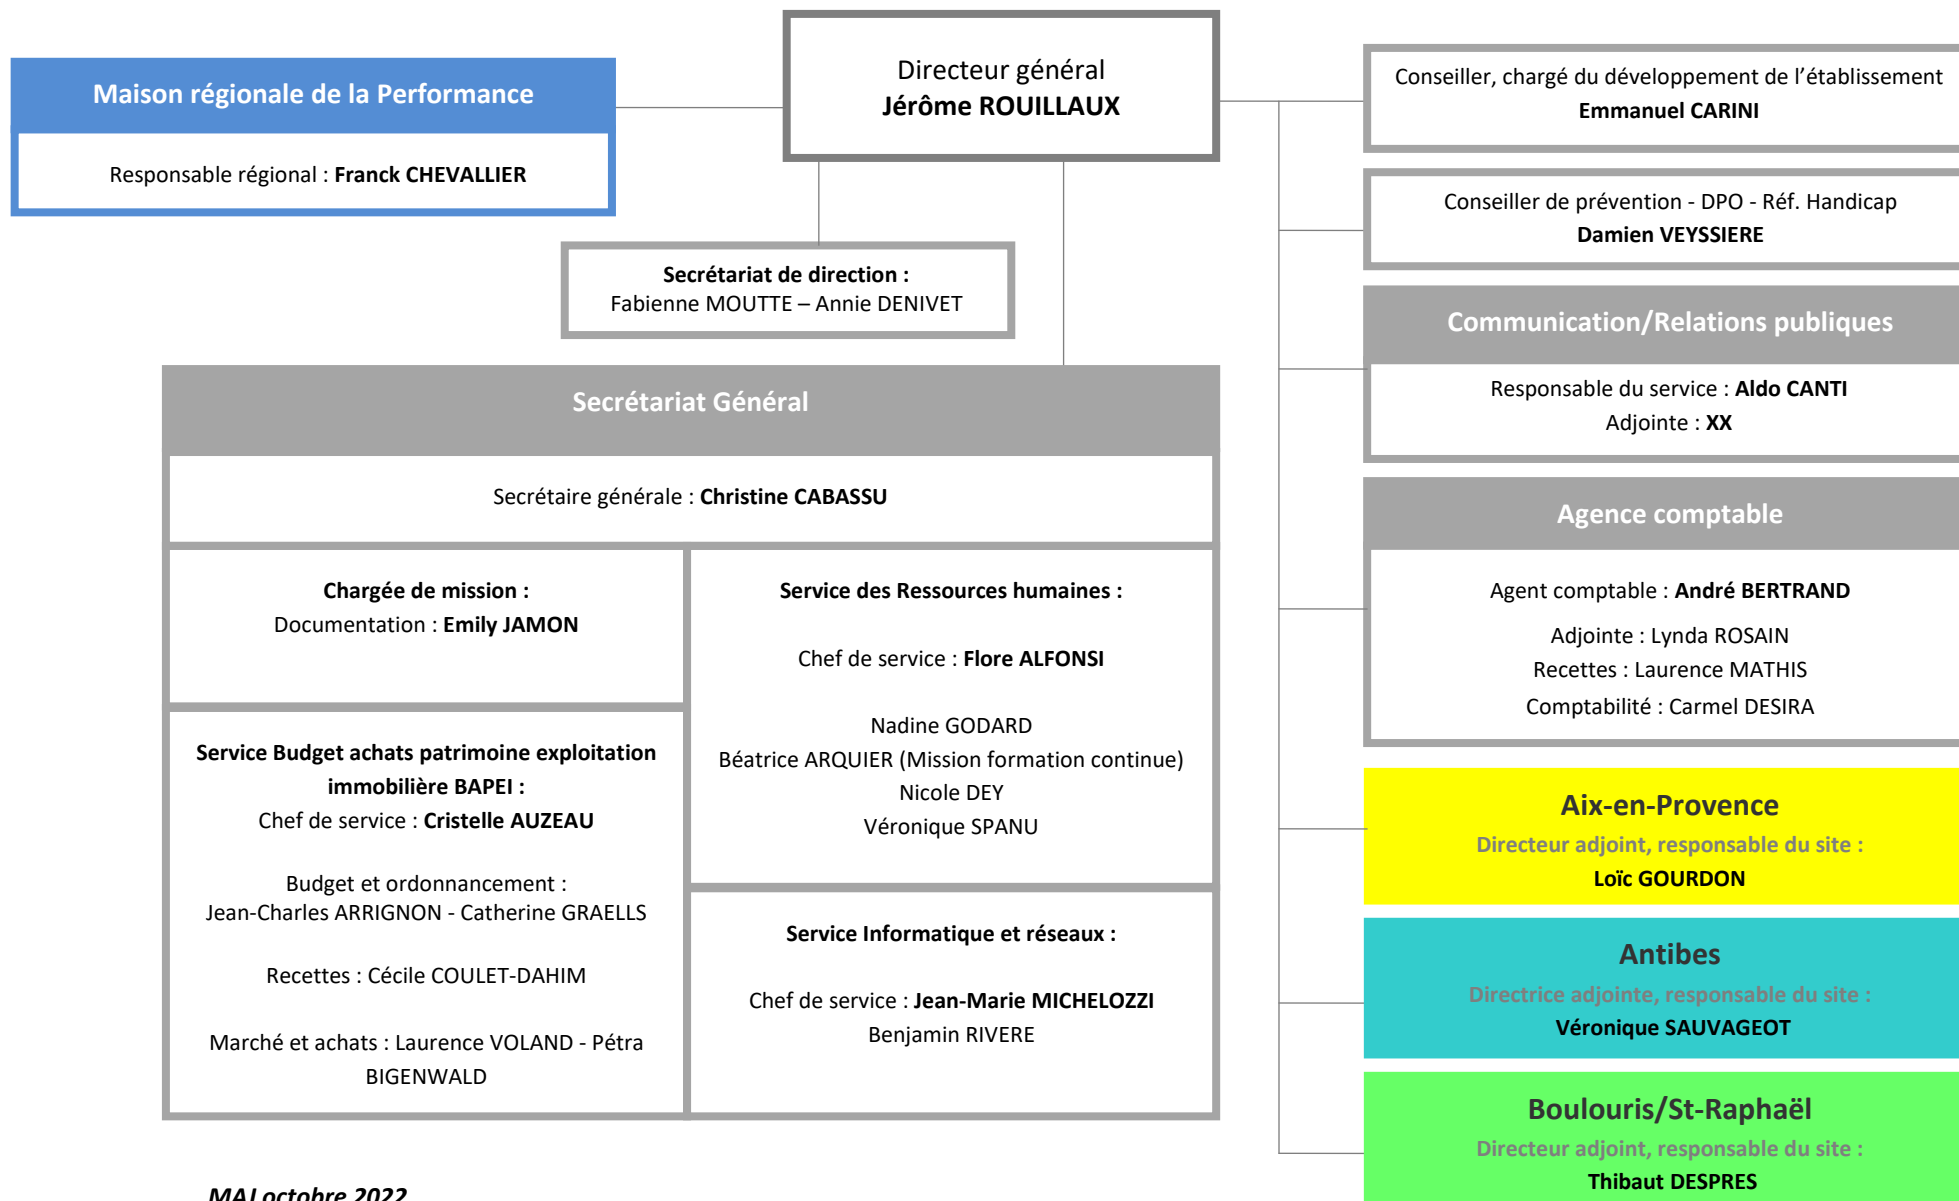 Maison régionale de la Performance
Responsable régional : Franck CHEVALLIER
Directeur général
Jérôme ROUILLAUX
Secrétariat de direction :
Fabienne MOUTTE – Annie DENIVET
Secrétariat Général
Secrétaire générale : Christine CABASSU
Chargée de mission :
Documentation : Emily JAMON
Service Budget achats patrimoine exploitation
immobilière BAPEI :
Chef de service : Cristelle AUZEAU
Budget et ordonnancement :
Jean-Charles ARRIGNON - Catherine GRAELLS
Recettes : Cécile COULET-DAHIM
Marché et achats : Laurence VOLAND - Pétra
BIGENWALD
Service des Ressources humaines :
Chef de service : Flore ALFONSI
Nadine GODARD
Béatrice ARQUIER (Mission formation continue)
Nicole DEY
Véronique SPANU
Service Informatique et réseaux :
Chef de service : Jean-Marie MICHELOZZI
Benjamin RIVERE
Conseiller, chargé du développement de l’établissement
Emmanuel CARINI
Conseiller de prévention - DPO - Réf. Handicap
Damien VEYSSIERE
Communication/Relations publiques
Responsable du service : Aldo CANTI
Adjointe : XX
Agence comptable
Agent comptable : André BERTRAND
Adjointe : Lynda ROSAIN
Recettes : Laurence MATHIS
Comptabilité : Carmel DESIRA
Aix-en-Provence
Directeur adjoint, responsable du site :
Loïc GOURDON
Antibes
Directrice adjointe, responsable du site :
Véronique SAUVAGEOT
Boulouris/St-Raphaël
Directeur adjoint, responsable du site :
Thibaut DESPRES
MAJ octobre 2022